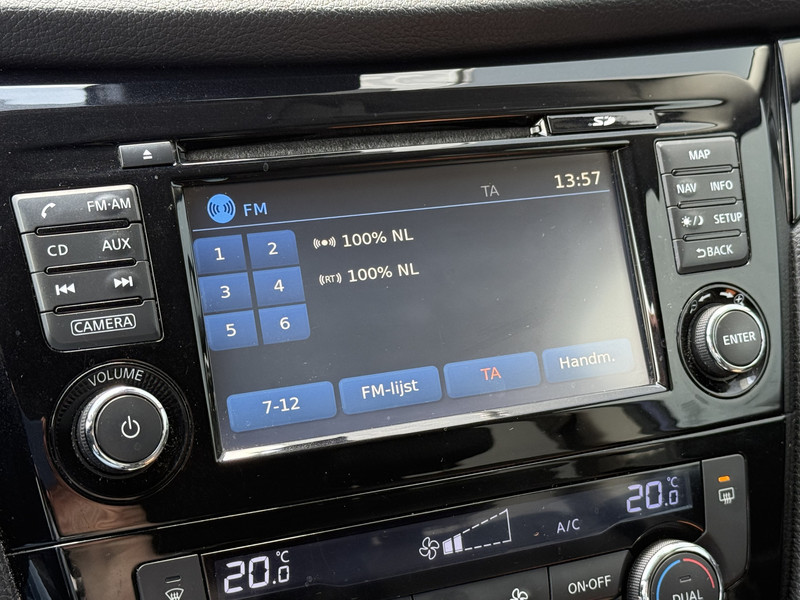 SD
MAP
NAV INFO
SETUP
BACK
FM·AM
CD AUX
CAMERA
VOLUME
ENTER
FM TA 13:57
1 2
3 4
5 6
100% NL
(RT) 100% NL
7-12 FM-lijst TA Handm.
20.0 °C
A/C
20.0 °C
ON·OFF
DUAL